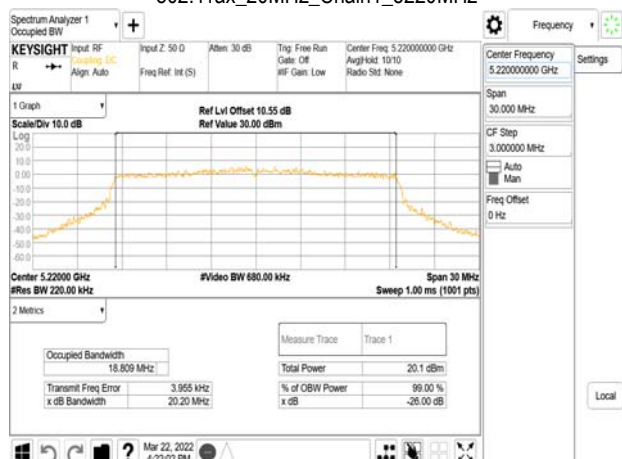 802.11ax_20MHz_Chain1_5220MHz
Spectrum Analyzer 1
Occupied BW
Frequency
KEYSIGHT
Input: RF
Coupling: DC
Align: Auto
Input Z: 50 Ω
Freq Ref: Int (S)
Atten: 30 dB
Trig: Free Run
Gate: Off
#IF Gain: Low
Center Freq: 5.220000000 GHz
Avg|Hold: 10/10
Radio Std: None
R
LV
Center Frequency
5.220000000 GHz
Settings
Span
30.000 MHz
CF Step
3.000000 MHz
Auto
Man
Freq Offset
0 Hz
Local
1 Graph
Scale/Div 10.0 dB
Ref Lvl Offset 10.55 dB
Ref Value 30.00 dBm
Log
20.0
10.0
0.00
-10.0
-20.0
-30.0
-40.0
-50.0
-60.0
Center 5.22000 GHz
#Res BW 220.00 kHz
#Video BW 680.00 kHz
Span 30 MHz
Sweep 1.00 ms (1001 pts)
2 Metrics
Measure Trace Trace 1
Occupied Bandwidth
18.809 MHz
Total Power 20.1 dBm
Transmit Freq Error 3.955 kHz
% of OBW Power 99.00 %
x dB Bandwidth 20.20 MHz
x dB -26.00 dB
Mar 22, 2022
4:22:02 PM